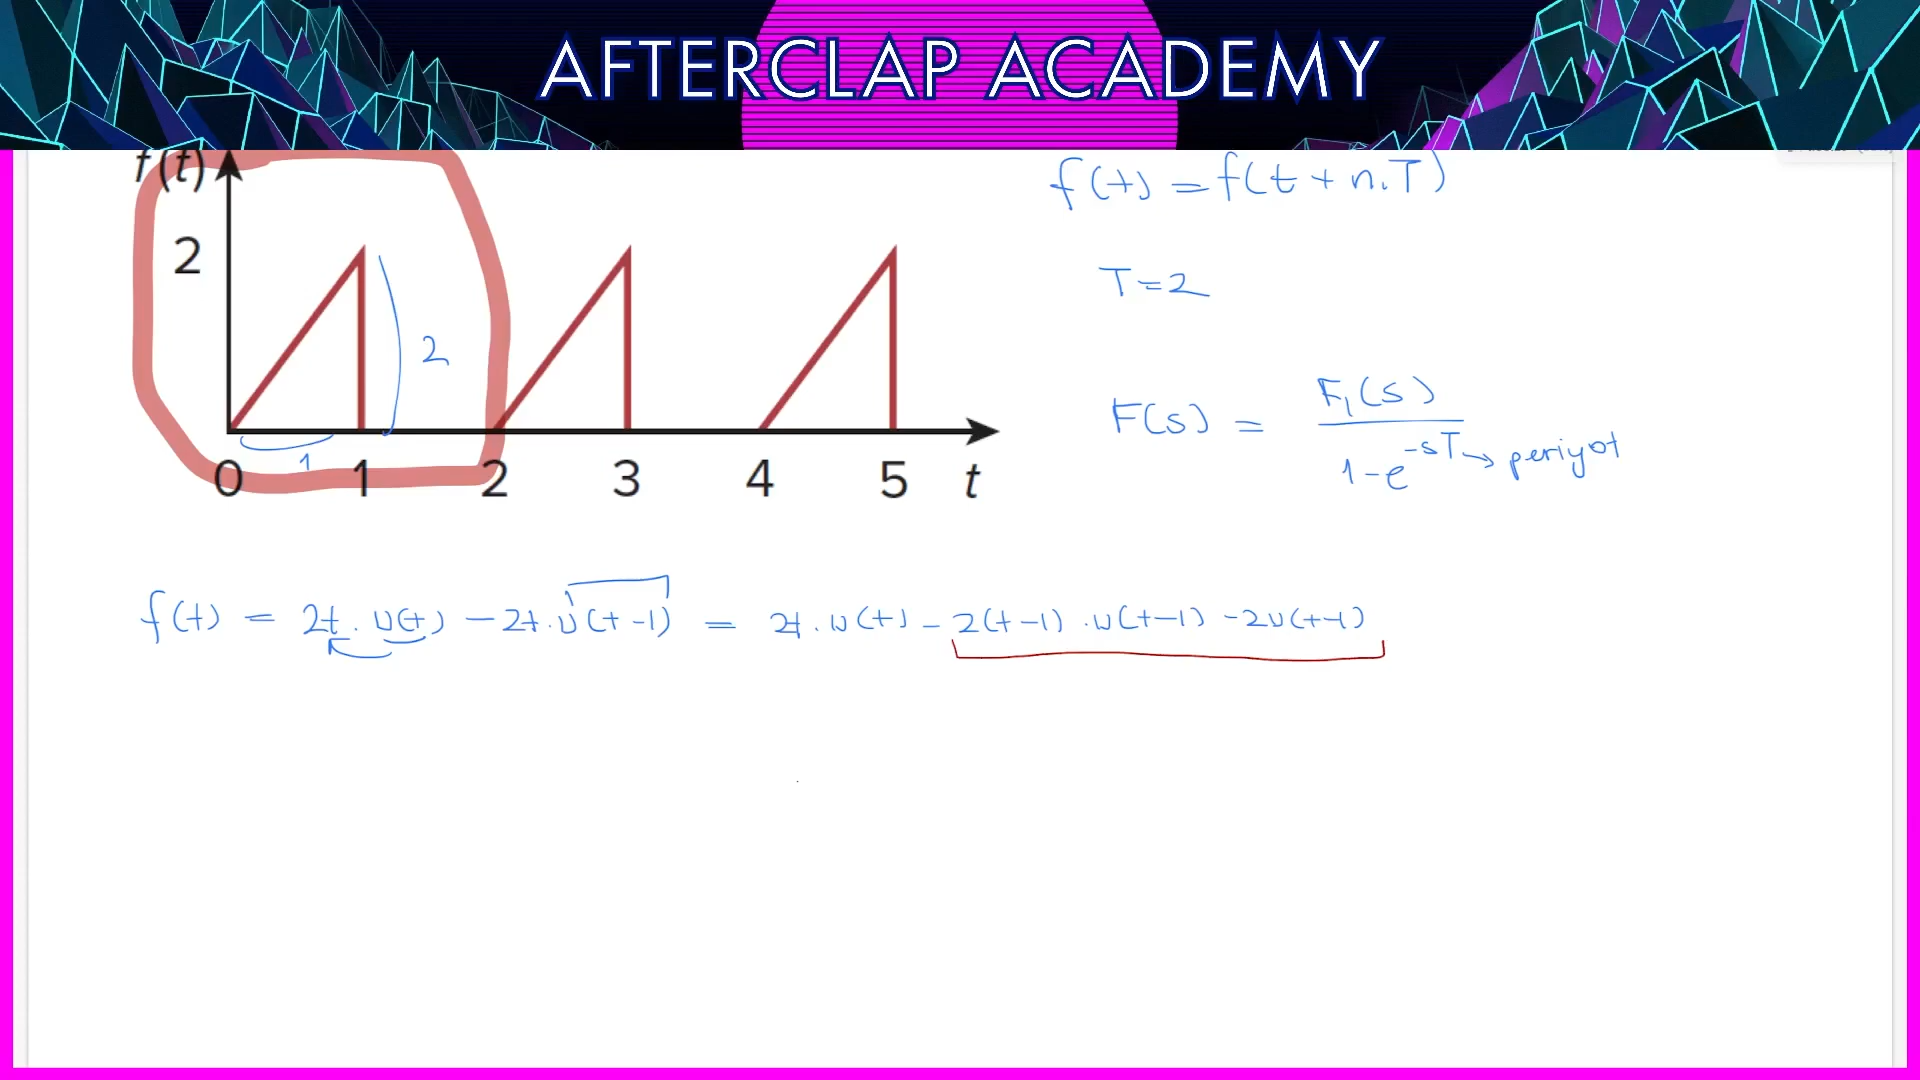 AFTERCLAP ACADEMY
f(t)
f(t) = f(t + n.T)
2
T=2
2
F(s) = F₁(s) / 1-e^-sT → periyot
1
0 1 2 3 4 5 t
f(t) = 2t.u(t) - 2t.u(t-1) = 2t.u(t) - 2(t-1).u(t-1) - 2u(t-1)